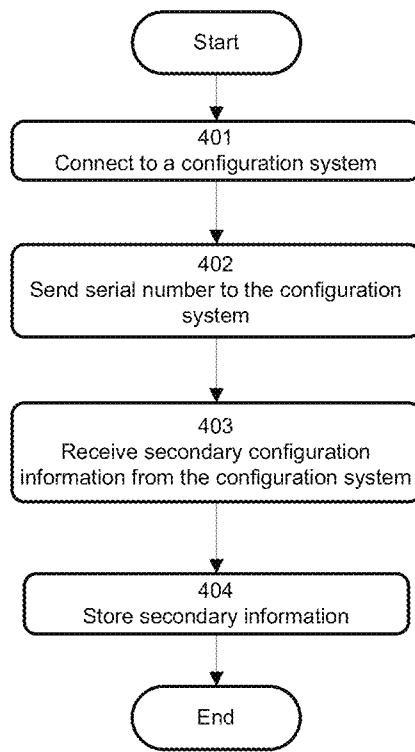 Start
401
Connect to a configuration system
402
Send serial number to the configuration
system
403
Receive secondary configuration
information from the configuration system
404
Store secondary information
End